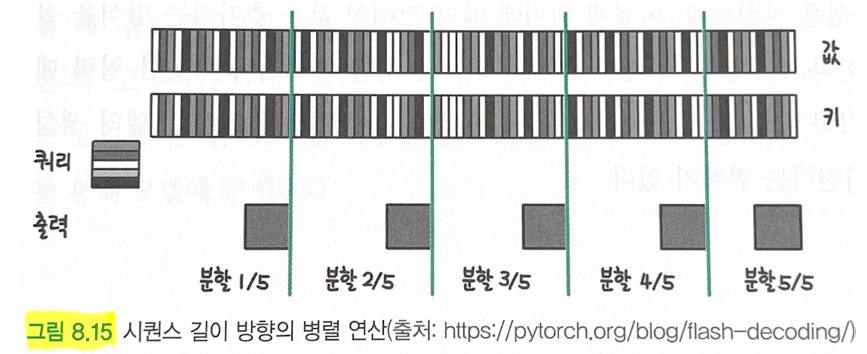 값
키
쿼리
출력
분할 1/5 분할 2/5 분할 3/5 분할 4/5 분할 5/5
그림 8.15 시퀀스 길이 방향의 병렬 연산(출처: https://pytorch.org/blog/flash-decoding/)